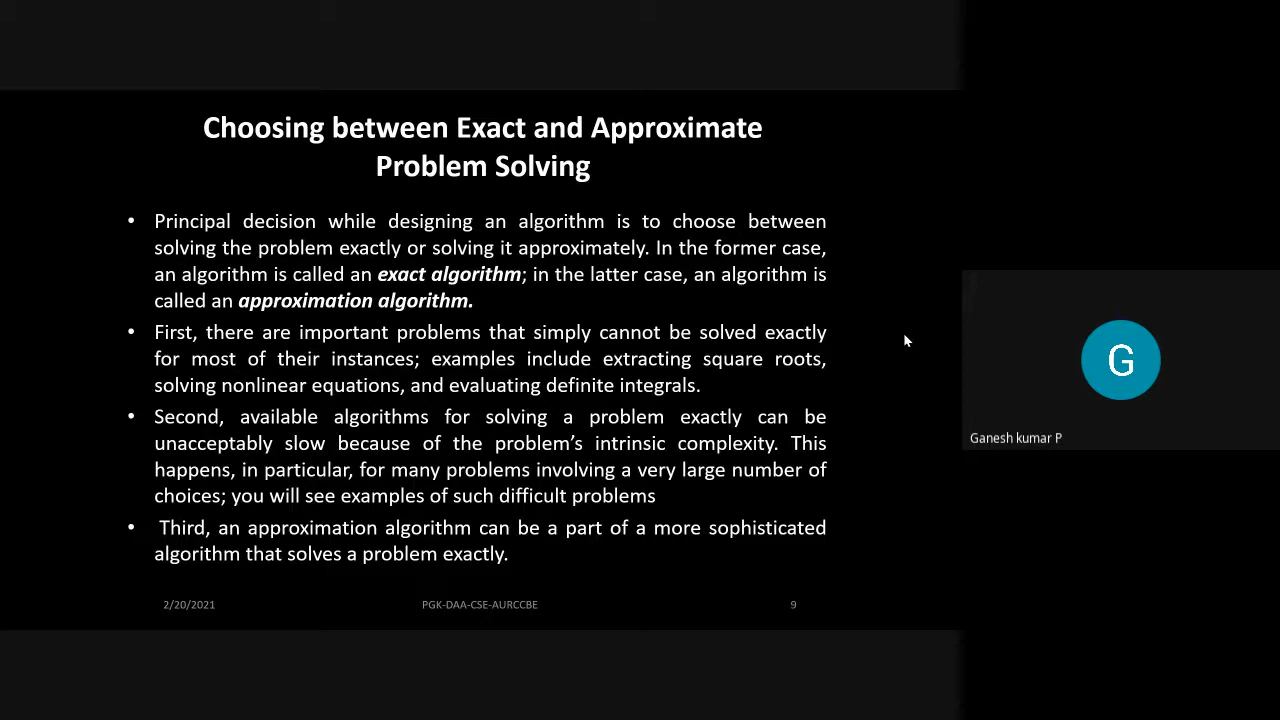 Choosing between Exact and Approximate
Problem Solving
• Principal decision while designing an algorithm is to choose between
solving the problem exactly or solving it approximately. In the former case,
an algorithm is called an exact algorithm; in the latter case, an algorithm is
called an approximation algorithm.
• First, there are important problems that simply cannot be solved exactly
for most of their instances; examples include extracting square roots,
solving nonlinear equations, and evaluating definite integrals.
• Second, available algorithms for solving a problem exactly can be
unacceptably slow because of the problem’s intrinsic complexity. This
happens, in particular, for many problems involving a very large number of
choices; you will see examples of such difficult problems
• Third, an approximation algorithm can be a part of a more sophisticated
algorithm that solves a problem exactly.
2/20/2021 PGK-DAA-CSE-AURCCBE 9
G
Ganesh kumar P